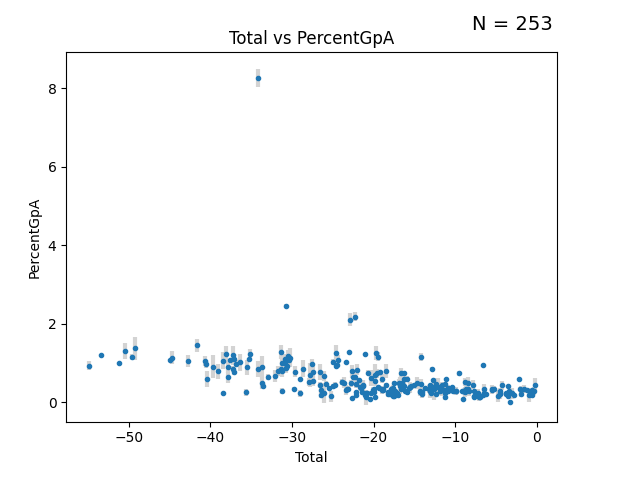 N = 253
Total vs PercentGpA
PercentGpA
8
6
4
2
0
−50 −40 −30 −20 −10 0
Total